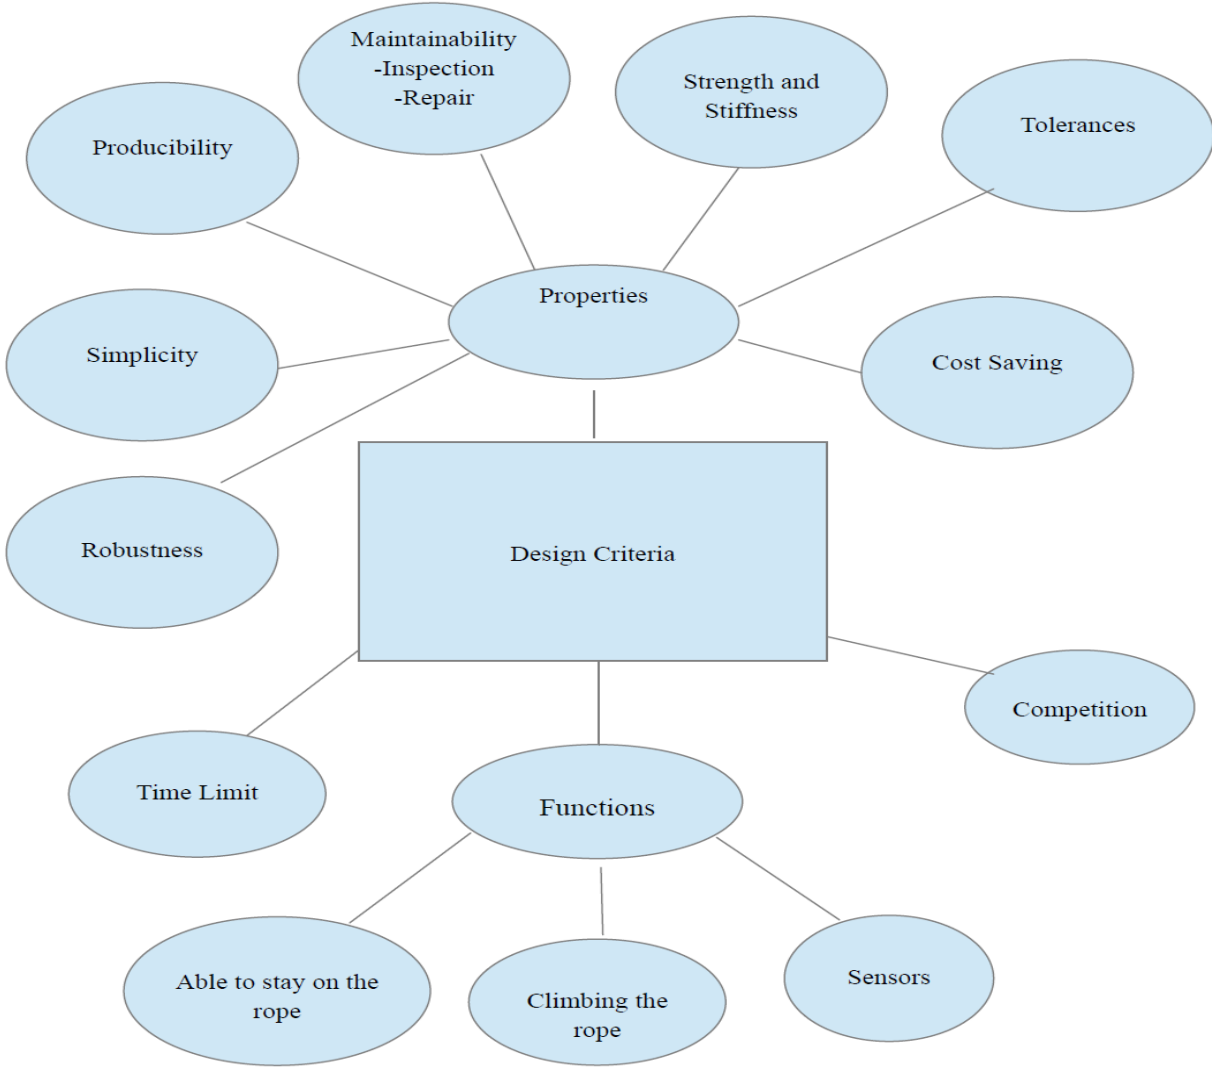 Maintainability
-Inspection
-Repair
Strength and
Stiffness
Tolerances
Producibility
Properties
Simplicity
Cost Saving
Robustness
Design Criteria
Competition
Time Limit
Functions
Able to stay on the
rope
Climbing the
rope
Sensors